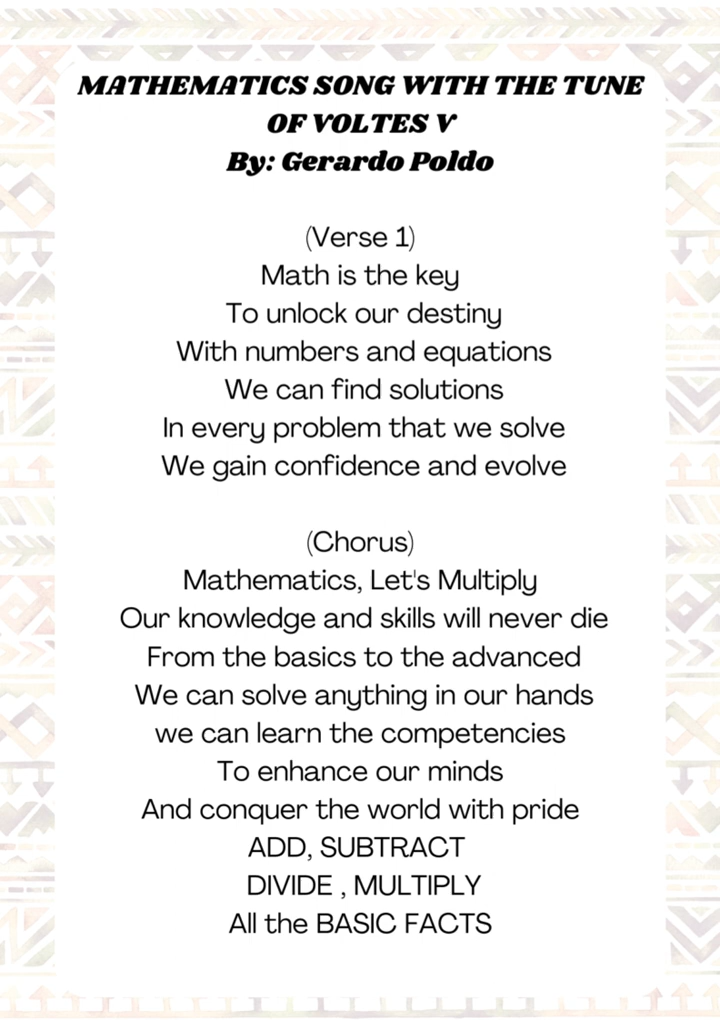 MATHEMATICS SONG WITH THE TUNE
OF VOLTES V
By: Gerardo Poldo
(Verse 1)
Math is the key
To unlock our destiny
With numbers and equations
We can find solutions
In every problem that we solve
We gain confidence and evolve
(Chorus)
Mathematics, Let's Multiply
Our knowledge and skills will never die
From the basics to the advanced
We can solve anything in our hands
we can learn the competencies
To enhance our minds
And conquer the world with pride
ADD, SUBTRACT
DIVIDE , MULTIPLY
All the BASIC FACTS